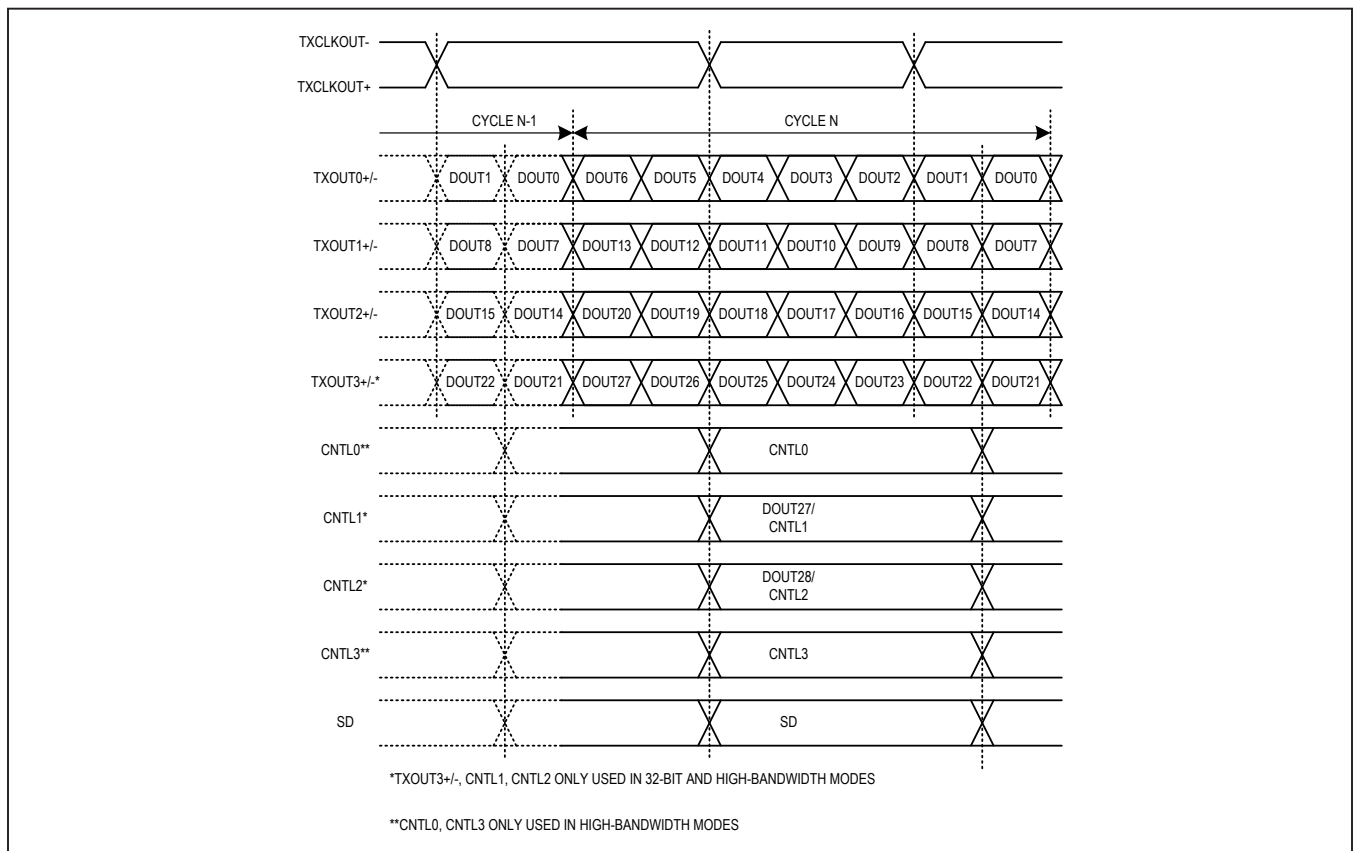 TXCLKOUT-
TXCLKOUT+
CYCLE N-1 CYCLE N
TXOUT0+/- DOUT1 DOUT0 DOUT6 DOUT5 DOUT4 DOUT3 DOUT2 DOUT1 DOUT0
TXOUT1+/- DOUT8 DOUT7 DOUT13 DOUT12 DOUT11 DOUT10 DOUT9 DOUT8 DOUT7
TXOUT2+/- DOUT15 DOUT14 DOUT20 DOUT19 DOUT18 DOUT17 DOUT16 DOUT15 DOUT14
TXOUT3+/-* DOUT22 DOUT21 DOUT27 DOUT26 DOUT25 DOUT24 DOUT23 DOUT22 DOUT21
CNTL0** CNTL0
CNTL1* DOUT27/
CNTL1
CNTL2* DOUT28/
CNTL2
CNTL3** CNTL3
SD SD
*TXOUT3+/-, CNTL1, CNTL2 ONLY USED IN 32-BIT AND HIGH-BANDWIDTH MODES
**CNTL0, CNTL3 ONLY USED IN HIGH-BANDWIDTH MODES